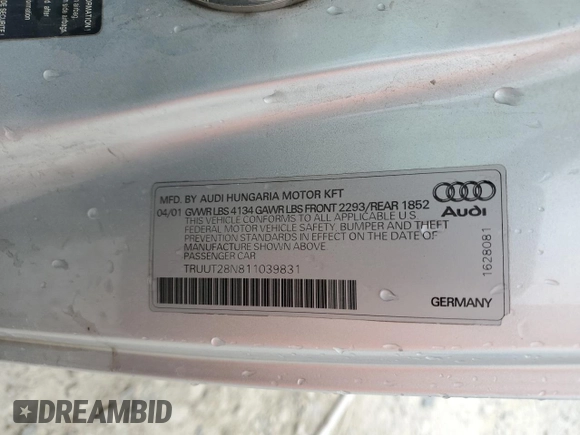 FORMATION
MFD. BY AUDI HUNGARIA MOTOR KFT
04/01 GVWR LBS 4134 GAWR LBS FRONT 2293/REAR 1852
THIS VEHICLE CONFORMS TO ALL APPLICABLE U.S.
FEDERAL MOTOR VEHICLE SAFETY, BUMPER AND THEFT
PREVENTION STANDARDS IN EFFECT ON THE DATE OF
MANUFACTURE SHOWN ABOVE.
PASSENGER CAR
TRUUT28N811039831
Audi
1628081
GERMANY
DREAMBID